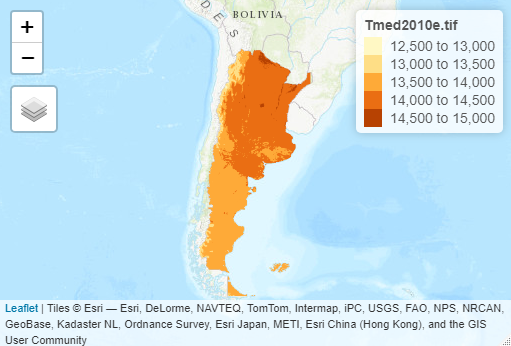 +
−
BOLIVIA
DES
Tmed2010e.tif
12,500 to 13,000
13,000 to 13,500
13,500 to 14,000
14,000 to 14,500
14,500 to 15,000
Leaflet | Tiles © Esri — Esri, DeLorme, NAVTEQ, TomTom, Intermap, iPC, USGS, FAO, NPS, NRCAN,
GeoBase, Kadaster NL, Ordnance Survey, Esri Japan, METI, Esri China (Hong Kong), and the GIS
User Community